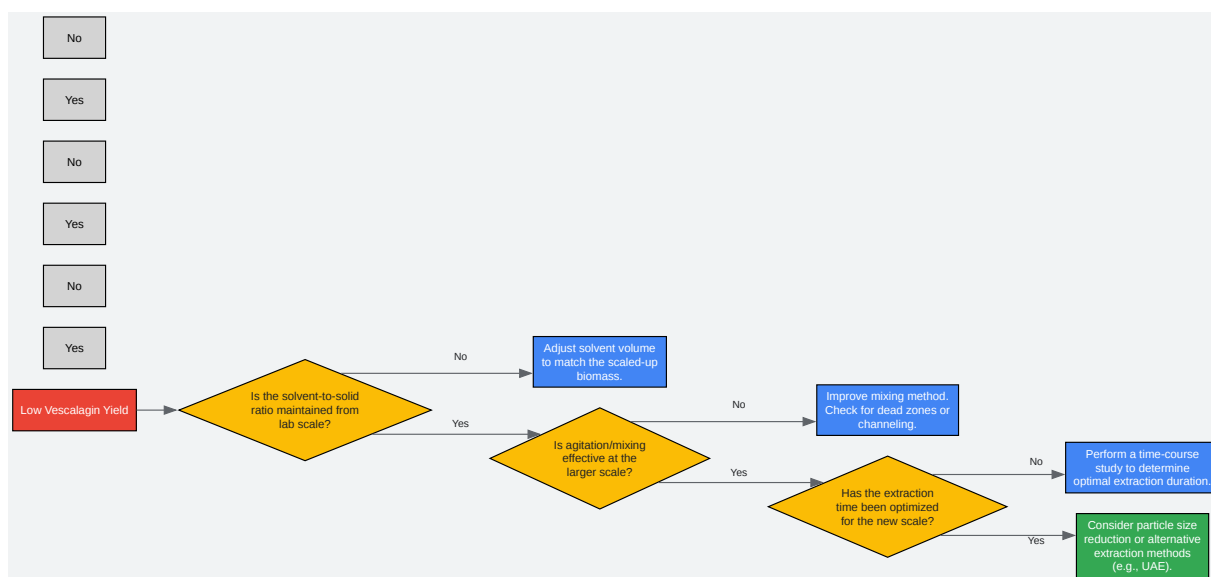 No
Yes
No
Yes
No
Yes
Low Vescalagin Yield
Is the solvent-to-solid
ratio maintained from
lab scale?
No
Adjust solvent volume
to match the scaled-up
biomass.
Yes
Is agitation/mixing
effective at the
larger scale?
No
Improve mixing method.
Check for dead zones or
channeling.
Yes
Has the extraction
time been optimized
for the new scale?
No
Perform a time-course
study to determine
optimal extraction duration.
Yes
Consider particle size
reduction or alternative
extraction methods
(e.g., UAE).